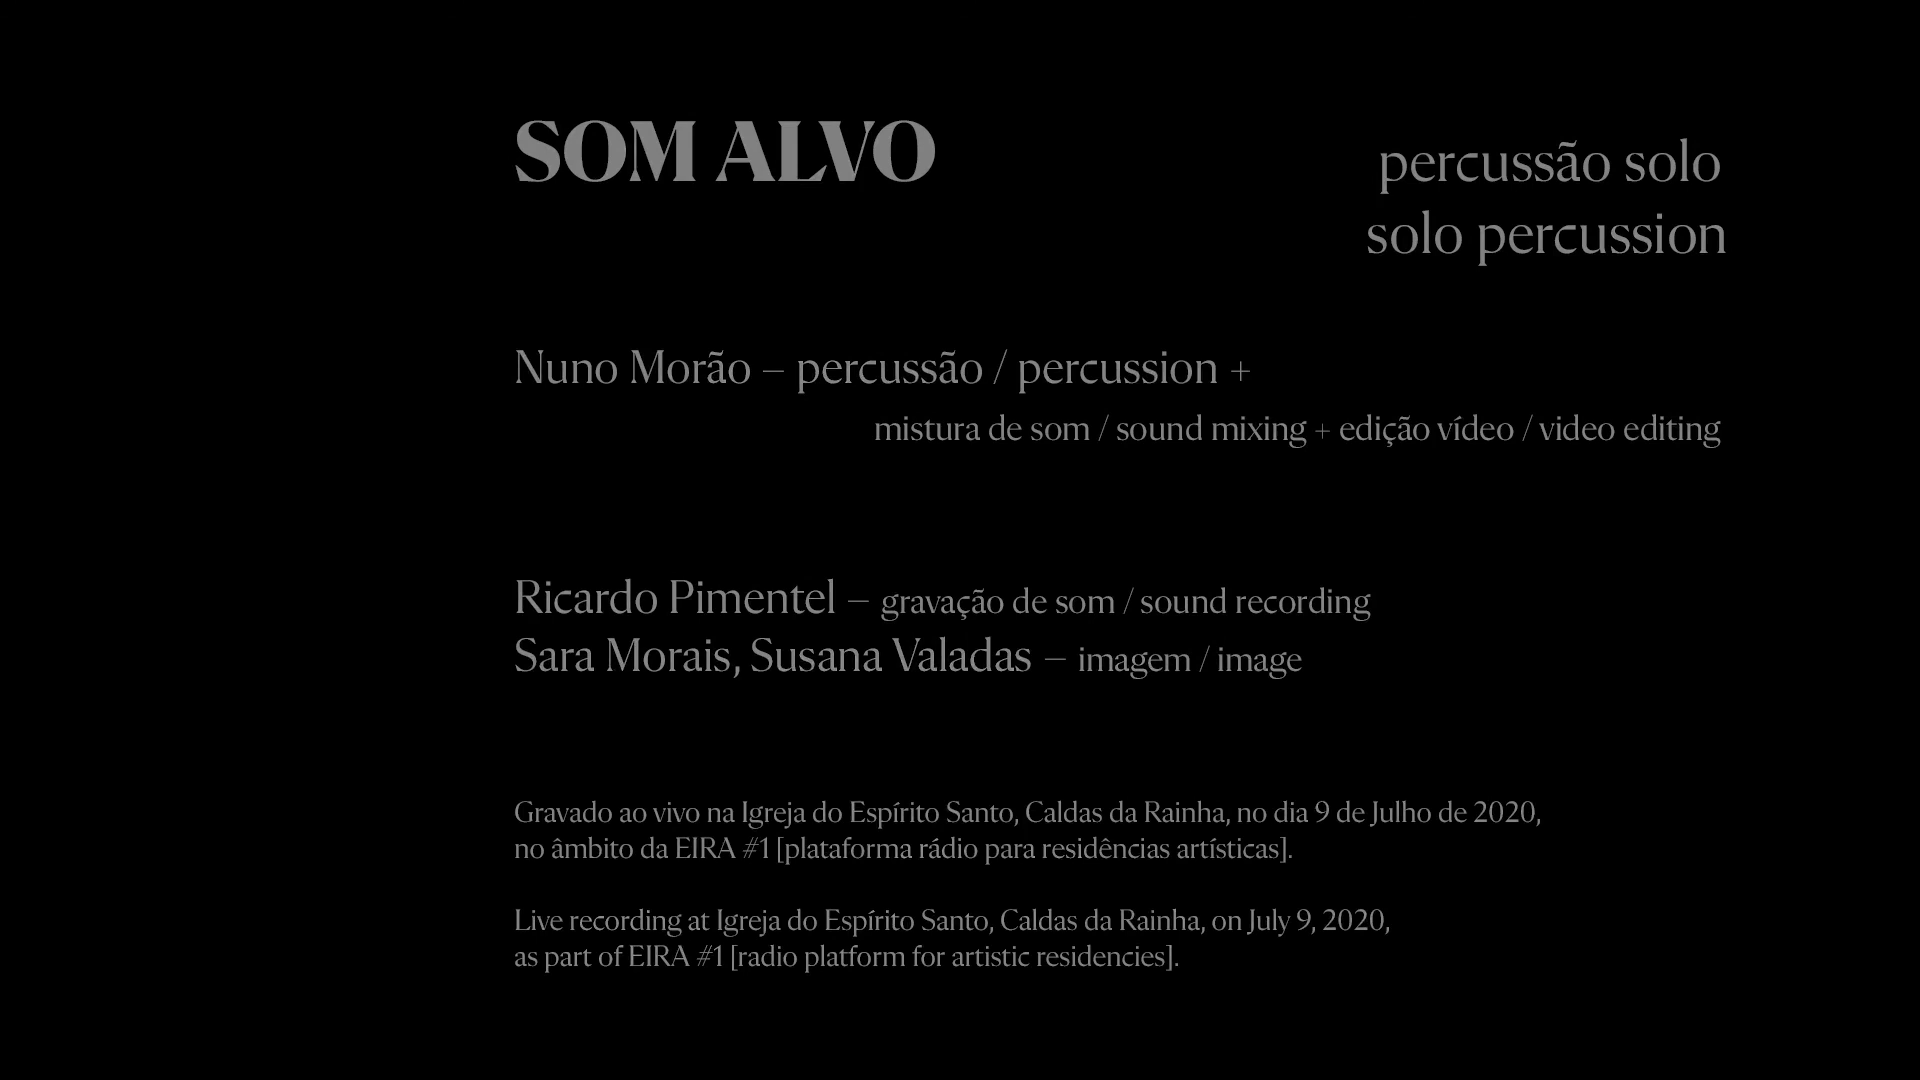 SOM ALVO
percussão solo
solo percussion
Nuno Morão – percussão / percussion +
mistura de som / sound mixing + edição vídeo / video editing
Ricardo Pimentel – gravação de som / sound recording
Sara Morais, Susana Valadas – imagem / image
Gravado ao vivo na Igreja do Espírito Santo, Caldas da Rainha, no dia 9 de Julho de 2020,
no âmbito da EIRA #1 [plataforma rádio para residências artísticas].
Live recording at Igreja do Espírito Santo, Caldas da Rainha, on July 9, 2020,
as part of EIRA #1 [radio platform for artistic residencies].